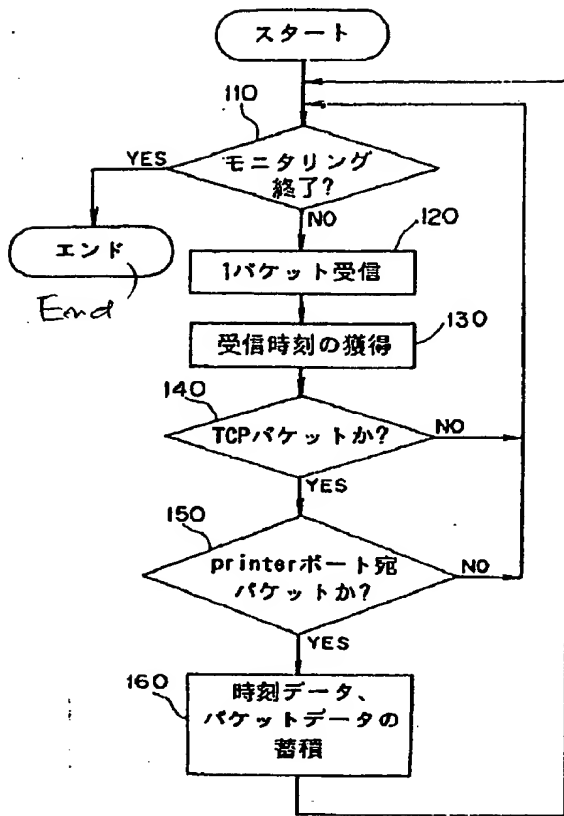 スタート
110
YES
モニタリング
終了?
NO
エンド
End
120
1パケット受信
130
受信時刻の獲得
140
TCPパケットか?
NO
YES
150
printerポート宛
パケットか?
NO
YES
160
時刻データ、
パケットデータの
蓄積